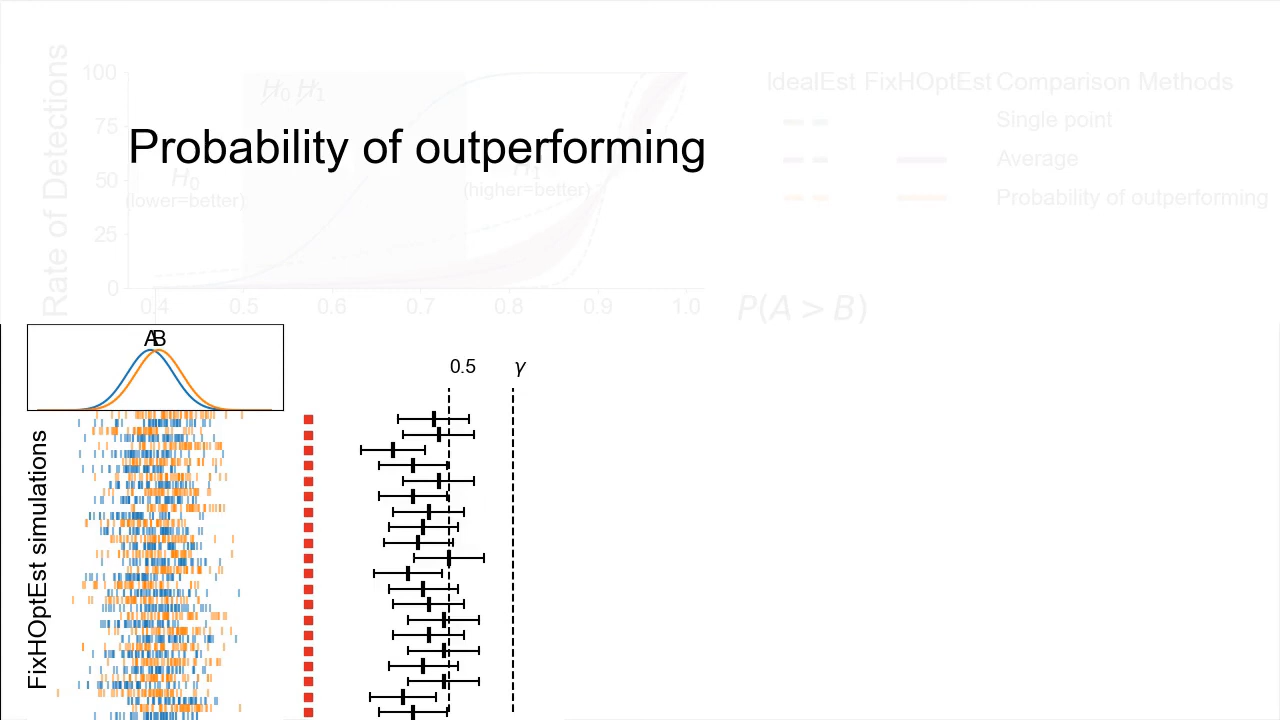 Rate of Detections
100
75
50
25
0
H0 H1
H0
(lower=better)
H1
(higher=better)
0.4 0.5 0.6 0.7 0.8 0.9 1.0
P(A > B)
IdealEst FixHOptEst Comparison Methods
Single point
Average
Probability of outperforming
Probability of outperforming
A B
0.5 γ
FixHOptEst simulations